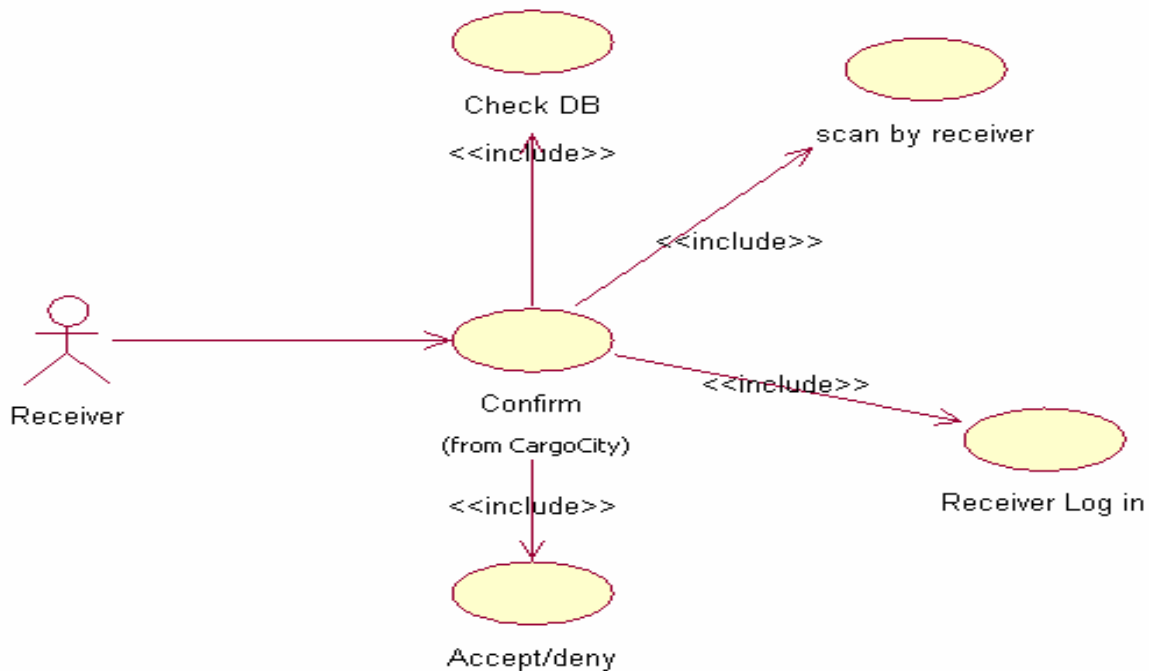 Check DB
<<include>>
scan by receiver
<<include>>
Receiver
Confirm
(from CargoCity)
<<include>>
Receiver Log in
<<include>>
Accept/deny